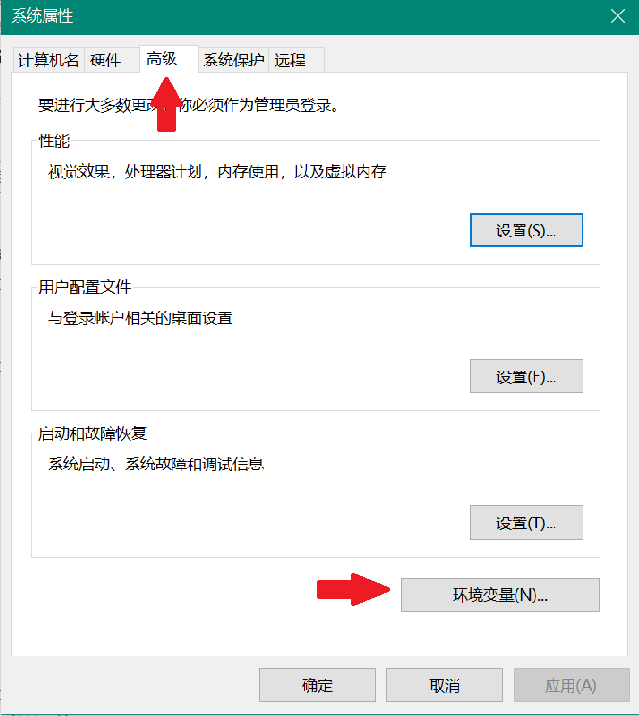 系统属性
计算机名 硬件 高级 系统保护 远程
要进行大多数更改,你必须作为管理员登录。
性能
视觉效果，处理器计划，内存使用，以及虚拟内存
设置(S)...
用户配置文件
与登录帐户相关的桌面设置
设置(E)...
启动和故障恢复
系统启动、系统故障和调试信息
设置(T)...
环境变量(N)...
确定 取消 应用(A)